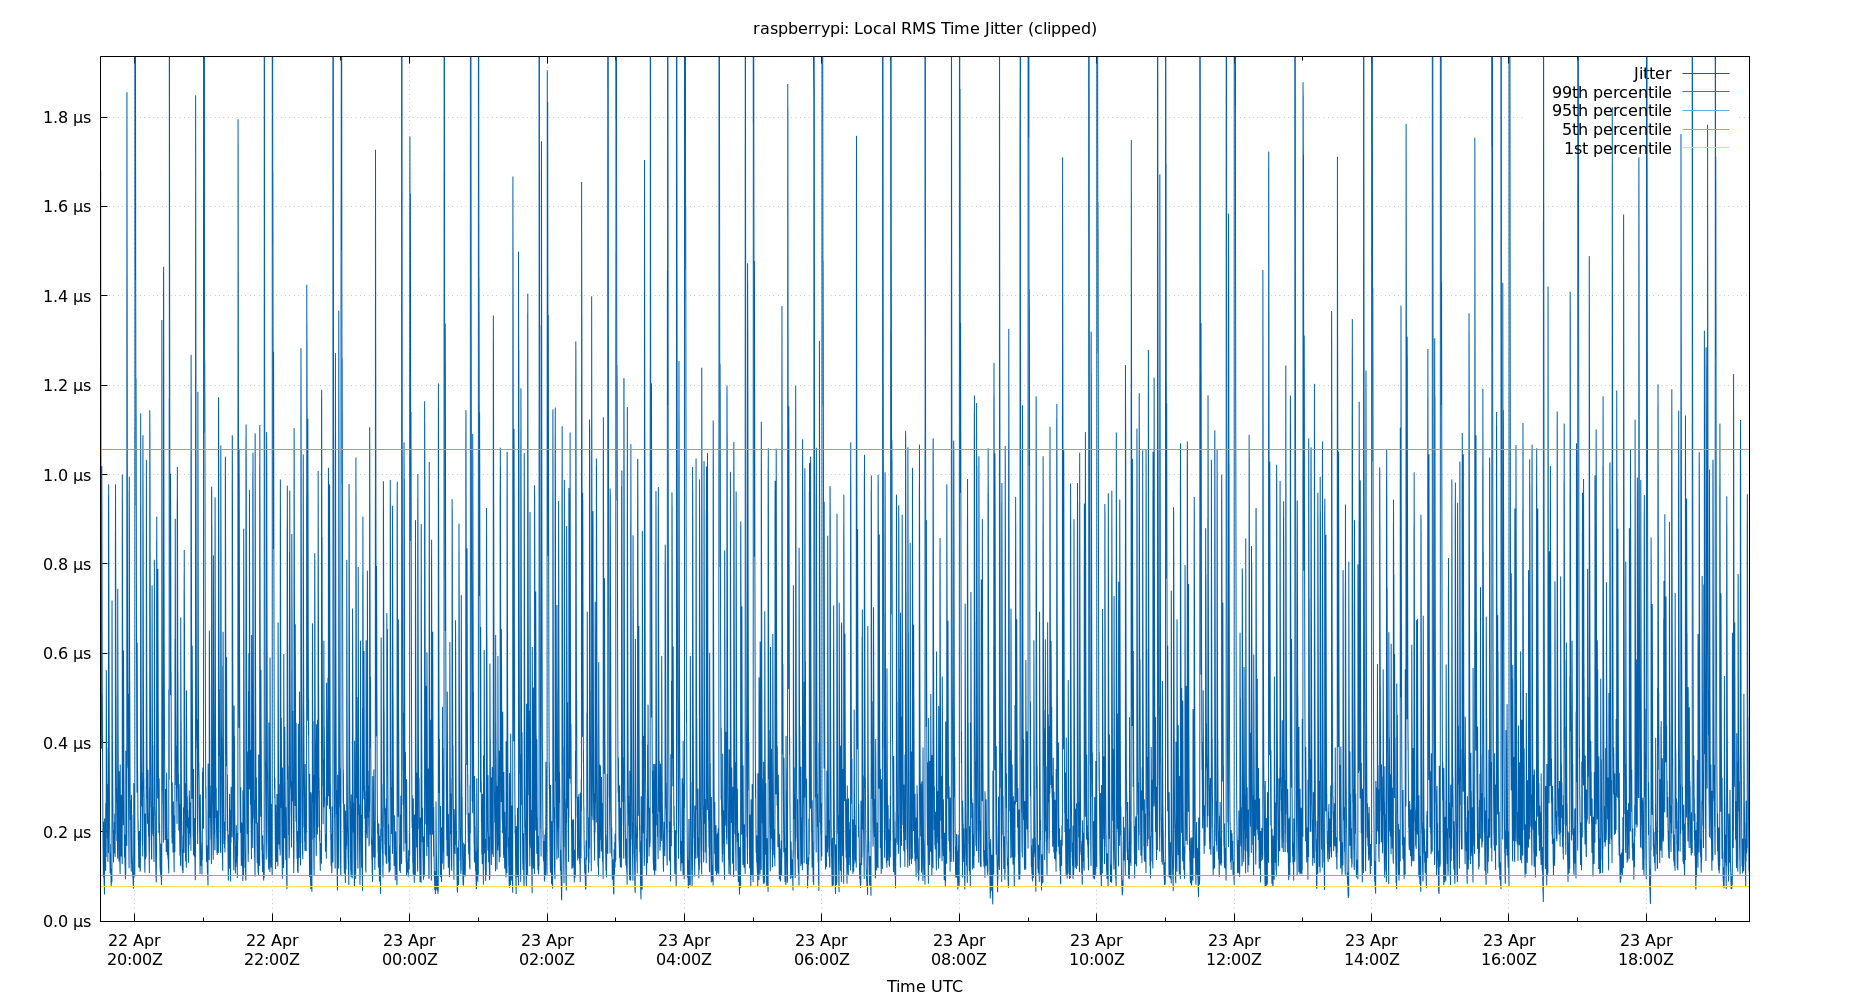 raspberrypi: Local RMS Time Jitter (clipped)
Jitter
99th percentile
95th percentile
5th percentile
1st percentile
1.8 μs
1.6 μs
1.4 μs
1.2 μs
1.0 μs
0.8 μs
0.6 μs
0.4 μs
0.2 μs
0.0 μs
22 Apr 22 Apr 23 Apr 23 Apr 23 Apr 23 Apr 23 Apr 23 Apr 23 Apr 23 Apr 23 Apr 23 Apr
20:00Z 22:00Z 00:00Z 02:00Z 04:00Z 06:00Z 08:00Z 10:00Z 12:00Z 14:00Z 16:00Z 18:00Z
Time UTC